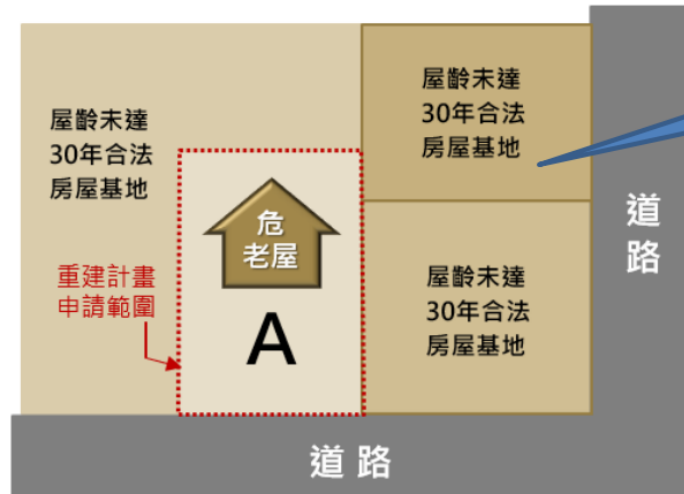 屋齡未達
30年合法
房屋基地
屋齡未達
30年合法
房屋基地
危
老屋
道
路
重建計畫
申請範圍
A
屋齡未達
30年合法
房屋基地
道路